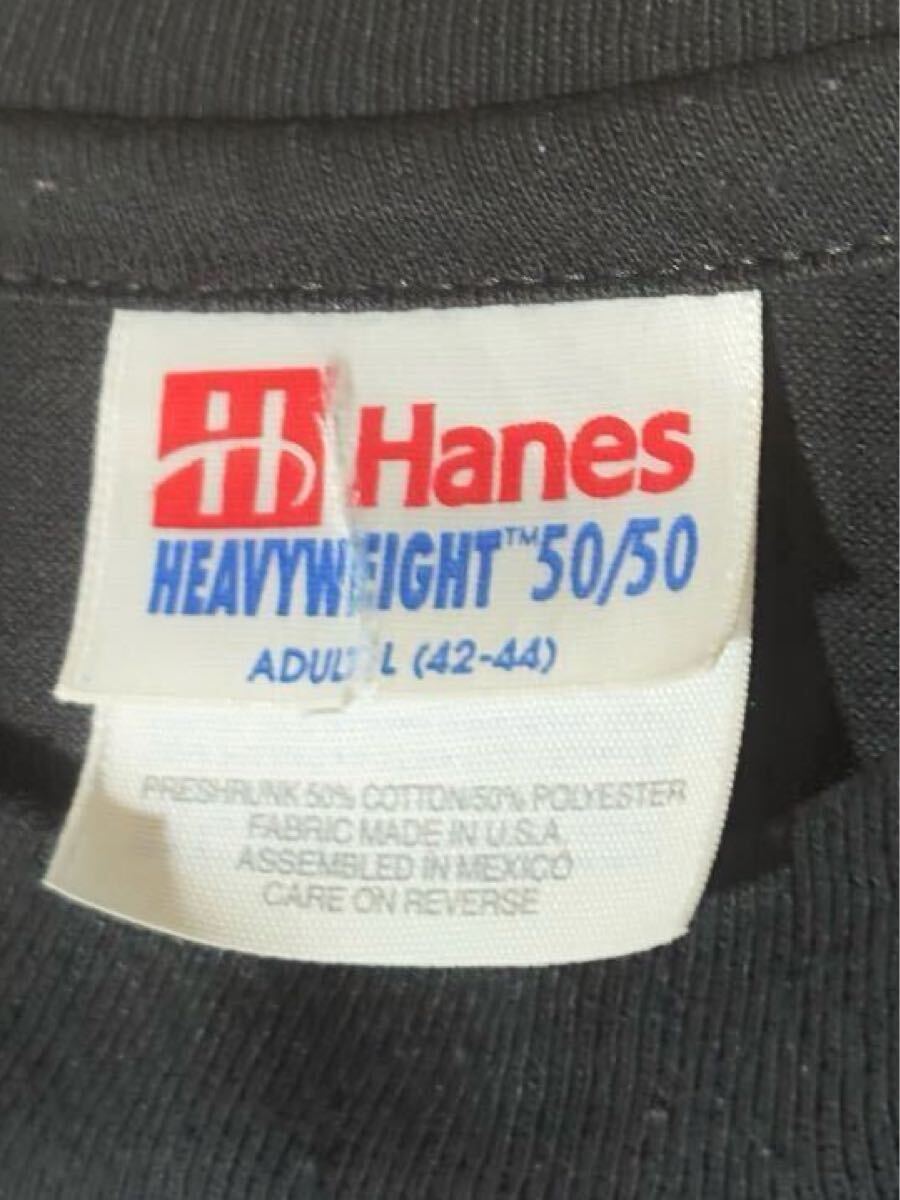 H Hanes
HEAVYWEIGHT™ 50/50
ADULT L (42-44)
PRESHRUNK 50% COTTON/50% POLYESTER
FABRIC MADE IN U.S.A.
ASSEMBLED IN MEXICO
CARE ON REVERSE